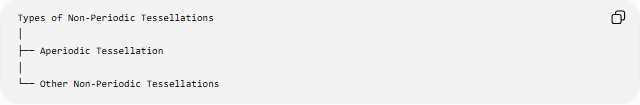 Types of Non-Periodic Tessellations
│
├── Aperiodic Tessellation
│
└── Other Non-Periodic Tessellations